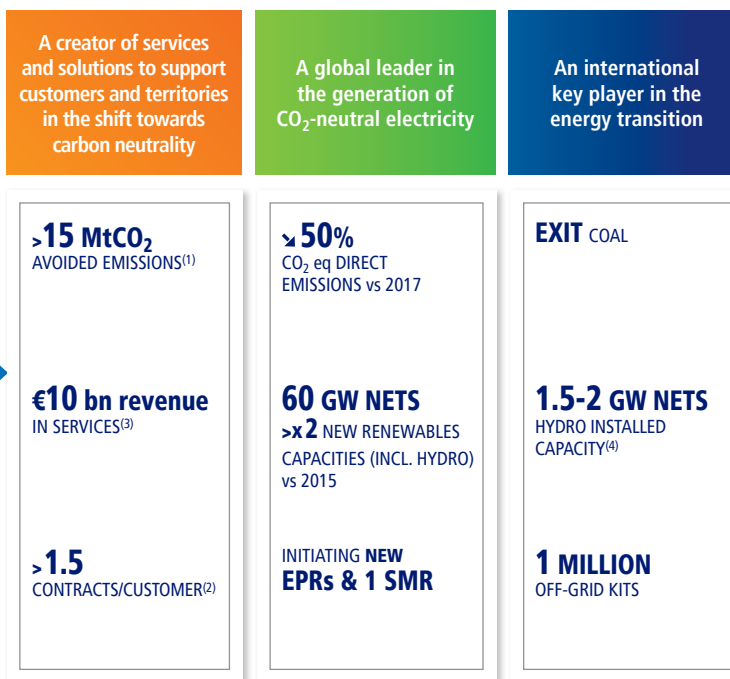 A creator of services
and solutions to support
customers and territories
in the shift towards
carbon neutrality
>15 MtCO₂
AVOIDED EMISSIONS(1)
€10 bn revenue
IN SERVICES(3)
>1.5
CONTRACTS/CUSTOMER(2)
A global leader in
the generation of
CO₂-neutral electricity
↘50%
CO₂ eq DIRECT
EMISSIONS vs 2017
60 GW NETS
>x2 NEW RENEWABLES
CAPACITIES (INCL. HYDRO)
vs 2015
INITIATING NEW
EPRs & 1 SMR
An international
key player in the
energy transition
EXIT COAL
1.5-2 GW NETS
HYDRO INSTALLED
CAPACITY(4)
1 MILLION
OFF-GRID KITS